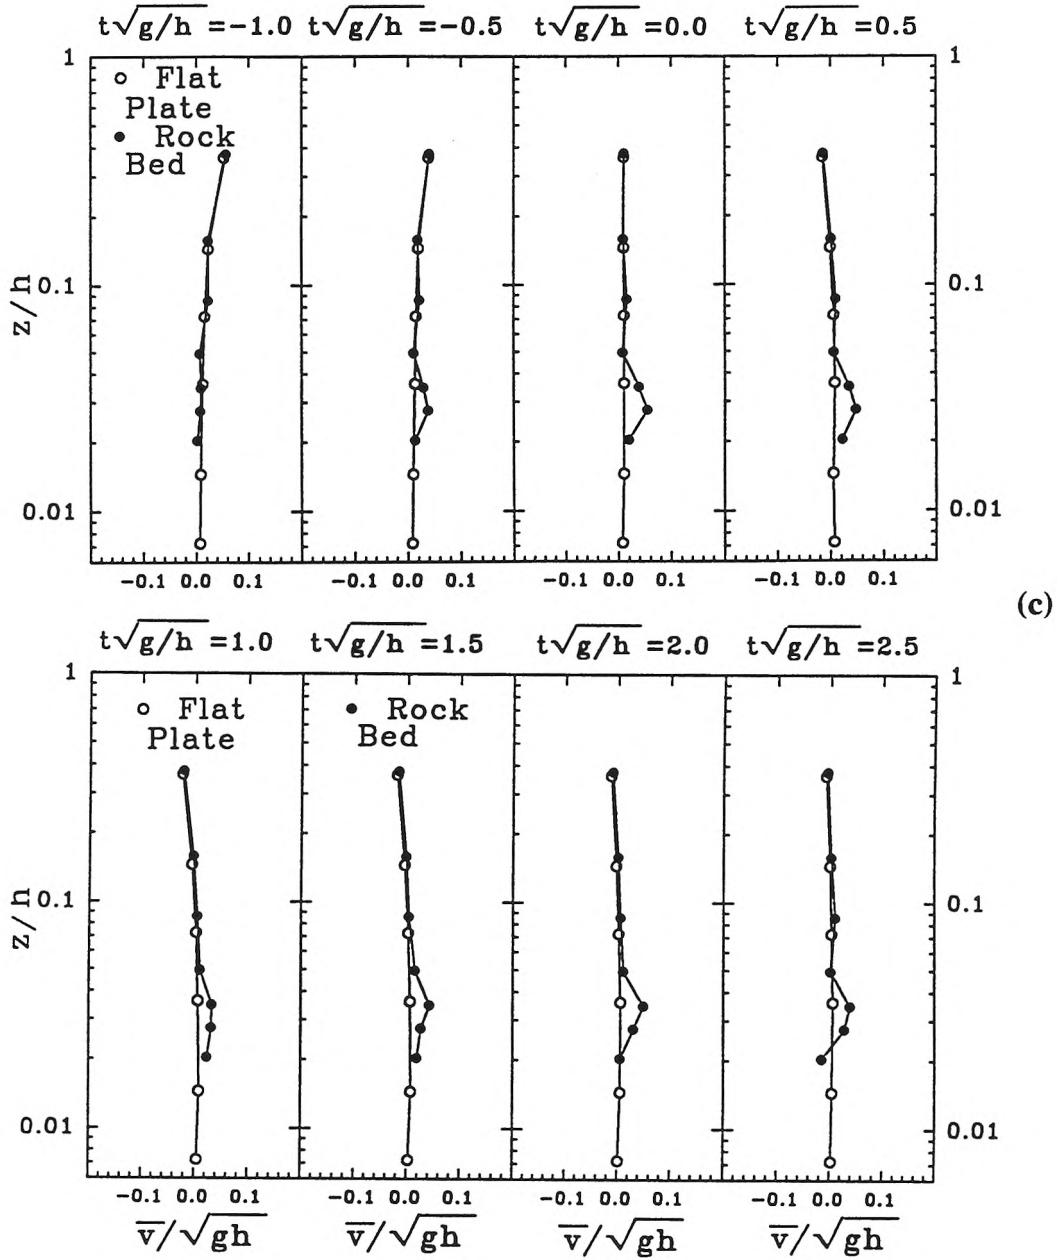 t√g/h =−1.0 t√g/h =−0.5 t√g/h =0.0 t√g/h =0.5
1 1
○ Flat
Plate
● Rock
Bed
z/h 0.1 0.1
0.01 0.01
−0.1 0.0 0.1 −0.1 0.0 0.1 −0.1 0.0 0.1 −0.1 0.0 0.1
(c)
t√g/h =1.0 t√g/h =1.5 t√g/h =2.0 t√g/h =2.5
1 1
○ Flat ● Rock
Plate Bed
z/h 0.1 0.1
0.01 0.01
−0.1 0.0 0.1 −0.1 0.0 0.1 −0.1 0.0 0.1 −0.1 0.0 0.1
v̅/√gh v̅/√gh v̅/√gh v̅/√gh